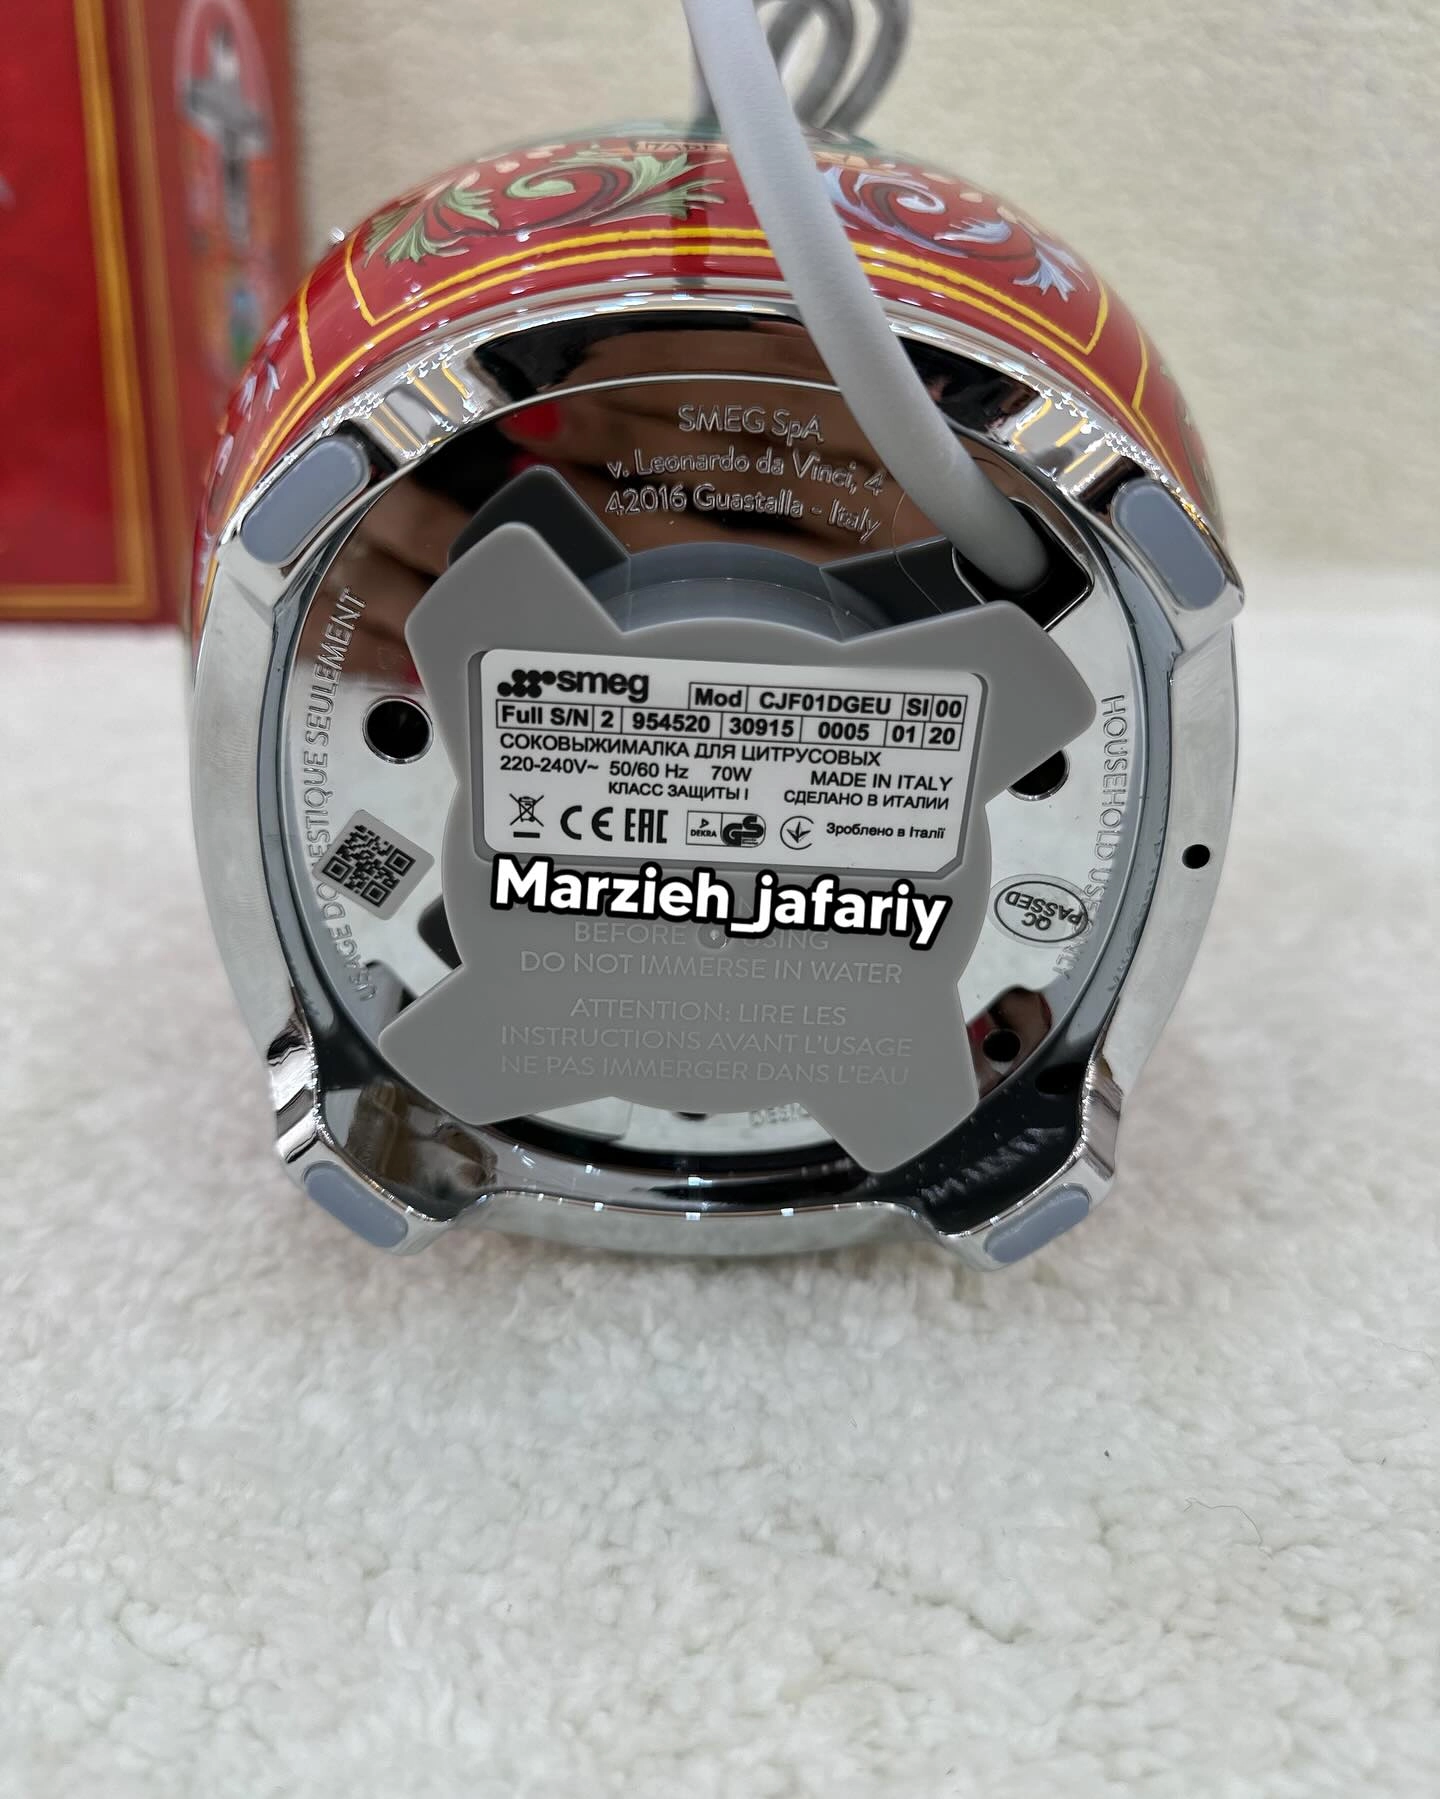 SMEG SpA
v. Leonardo da Vinci, 4
42016 Guastalla - Italy
USAGE DOMESTIQUE SEULEMENT
HOUSEHOLD USE ONLY
smeg
Mod CJF01DGEU SI 00
Full S/N 2 954520 30915 0005 01 20
СОКОВЫЖИМАЛКА ДЛЯ ЦИТРУСОВЫХ
220-240V~ 50/60 Hz 70W MADE IN ITALY
КЛАСС ЗАЩИТЫ I СДЕЛАНО В ИТАЛИИ
CE EAC DEKRA GS Зроблено в Італії
QC
PASSED
Marzieh_jafariy
BEFORE USING
DO NOT IMMERSE IN WATER
ATTENTION: LIRE LES
INSTRUCTIONS AVANT L'USAGE
NE PAS IMMERGER DANS L'EAU